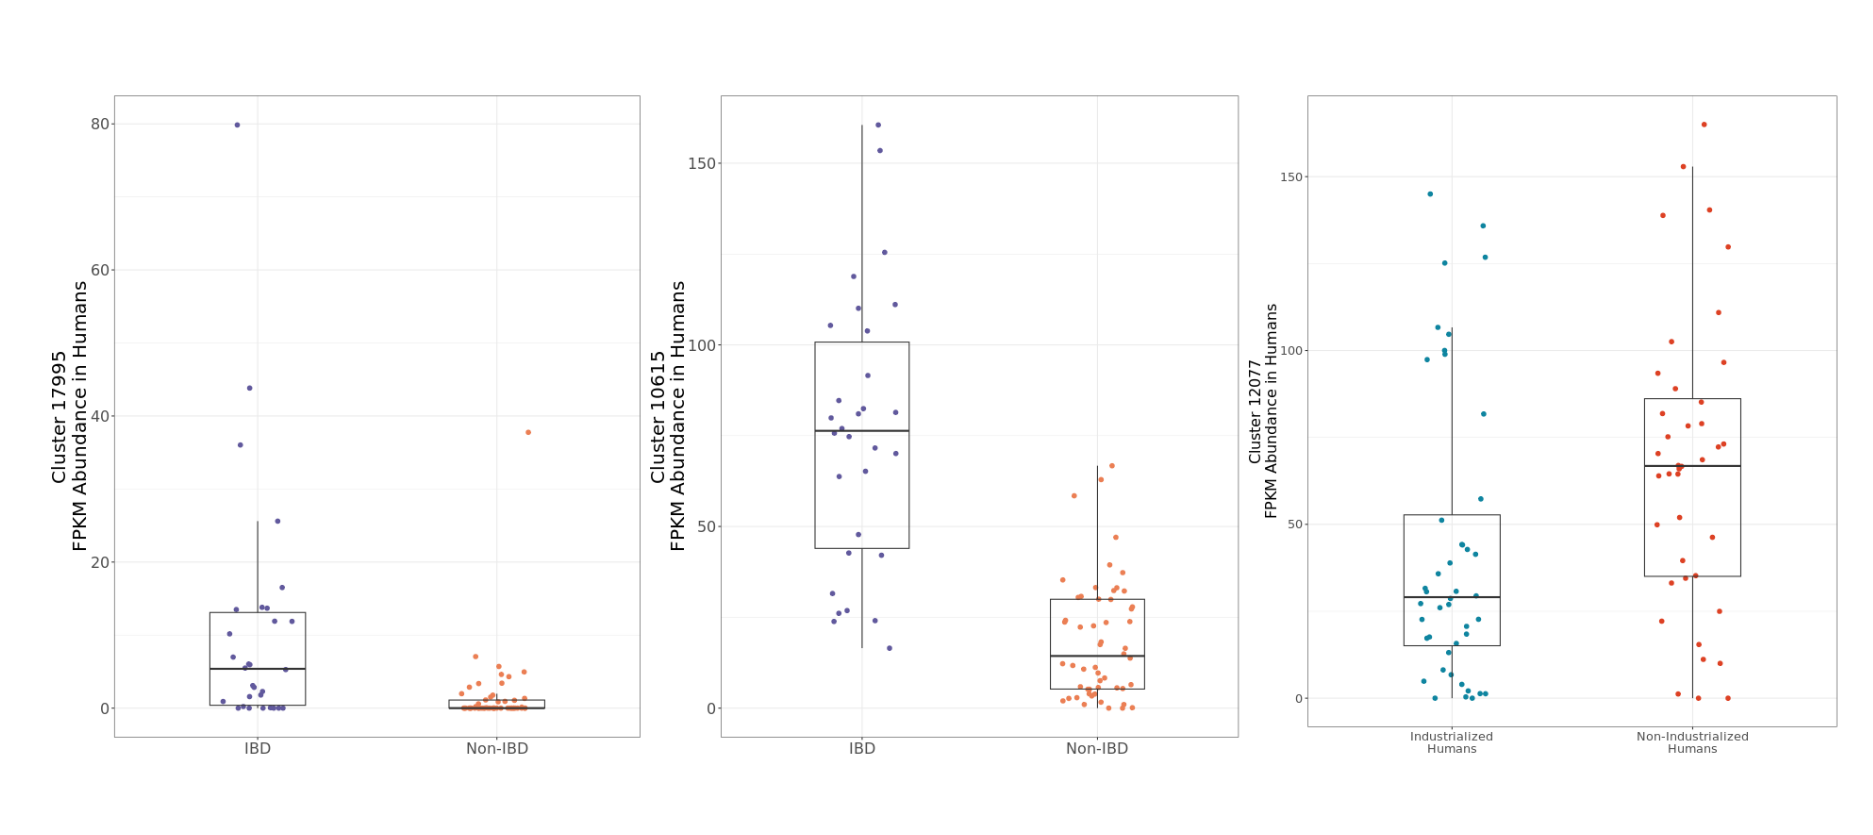 Cluster 17995
FPKM Abundance in Humans
80
60
40
20
0
IBD
Non-IBD
Cluster 10615
FPKM Abundance in Humans
150
100
50
0
IBD
Non-IBD
Cluster 12077
FPKM Abundance in Humans
150
100
50
0
Industrialized
Humans
Non-Industrialized
Humans